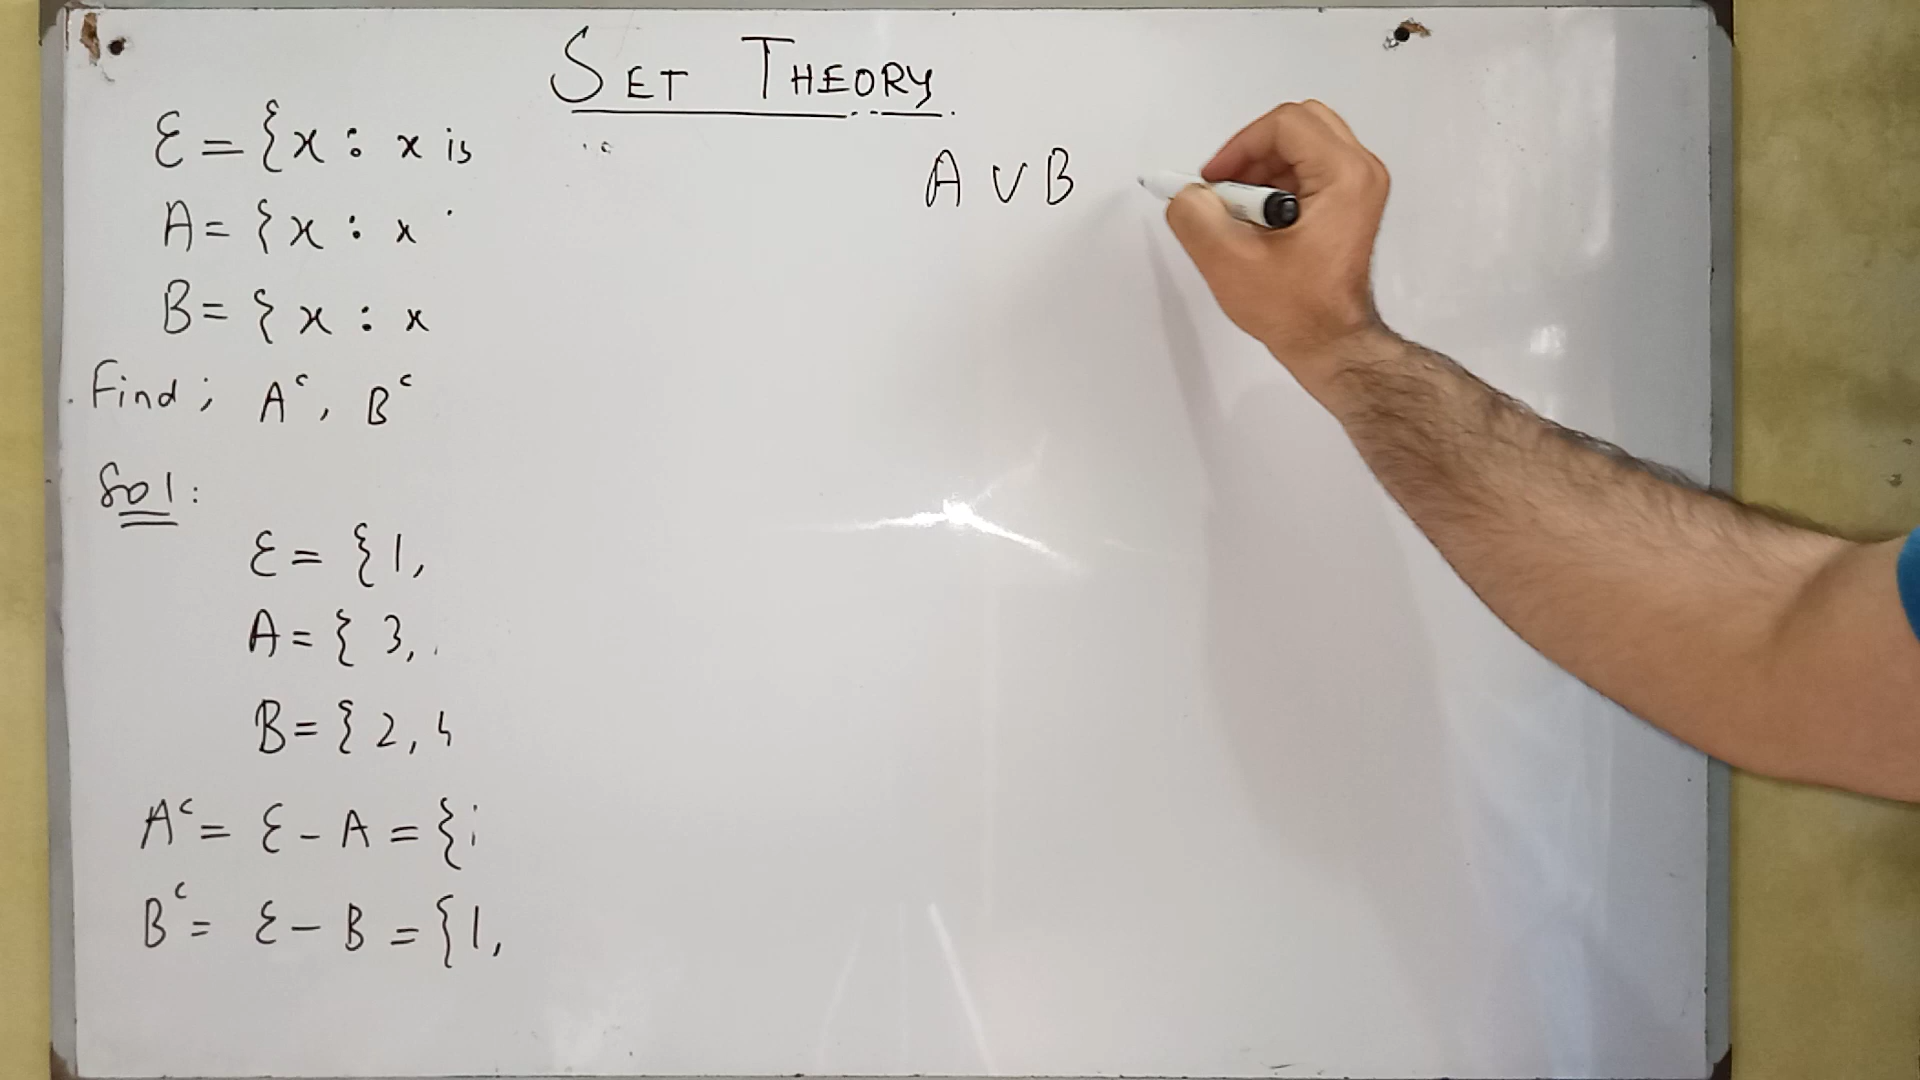 SET THEORY
ℰ = {x : x is
A = {x : x
B = {x : x
Find; Aᶜ, Bᶜ
Sol:
ℰ = {1,
A = { 3,
B = { 2, 4
Aᶜ = ℰ - A = {
Bᶜ = ℰ - B = {1,
A ∪ B